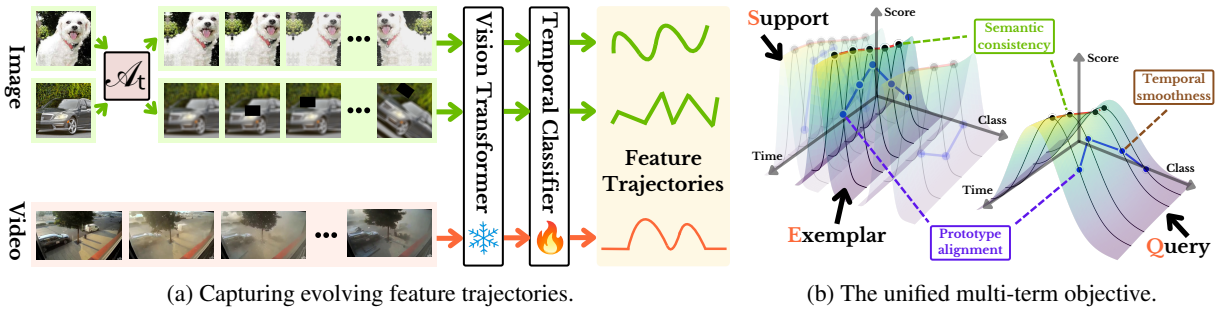 Image
Video
𝒜t
Vision Transformer
Temporal Classifier
Feature
Trajectories
(a) Capturing evolving feature trajectories.
Support
Score
Semantic
consistency
Class
Time
Exemplar
Prototype
alignment
Score
Temporal
smoothness
Class
Time
Query
(b) The unified multi-term objective.